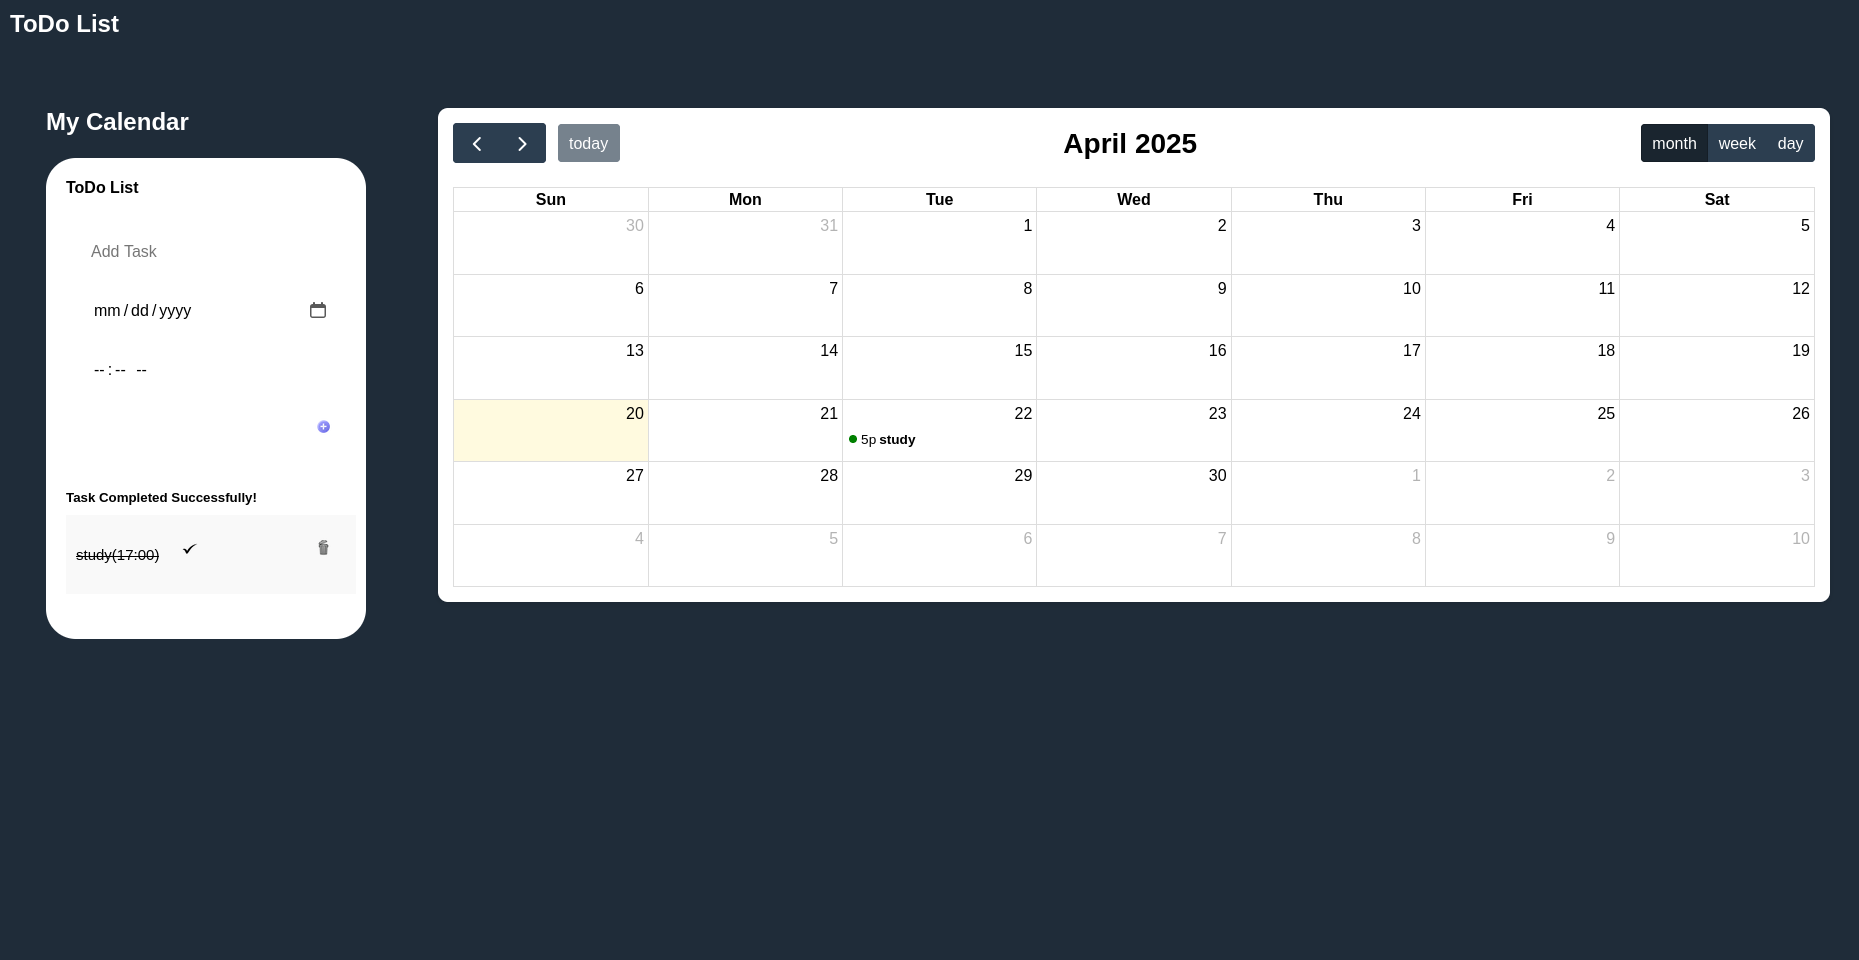 ToDo List
My Calendar
ToDo List
Add Task
mm/dd/yyyy
--:-- --
Task Completed Successfully!
study(17:00)
today
April 2025
month week day
Sun Mon Tue Wed Thu Fri Sat
30 31 1 2 3 4 5
6 7 8 9 10 11 12
13 14 15 16 17 18 19
20 21 22 23 24 25 26
5p study
27 28 29 30 1 2 3
4 5 6 7 8 9 10